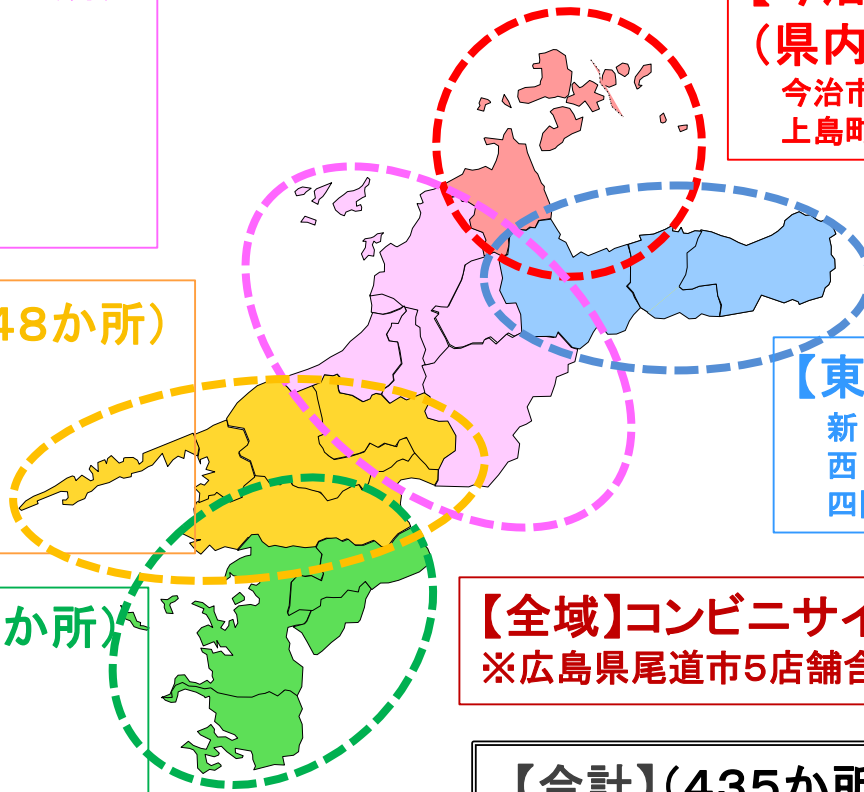 （県内
今治市
上島町
48か所）
【東
新
西
四
か所）
【全域】コンビニサイ
※広島県尾道市5店舗合
【合計】（435か所